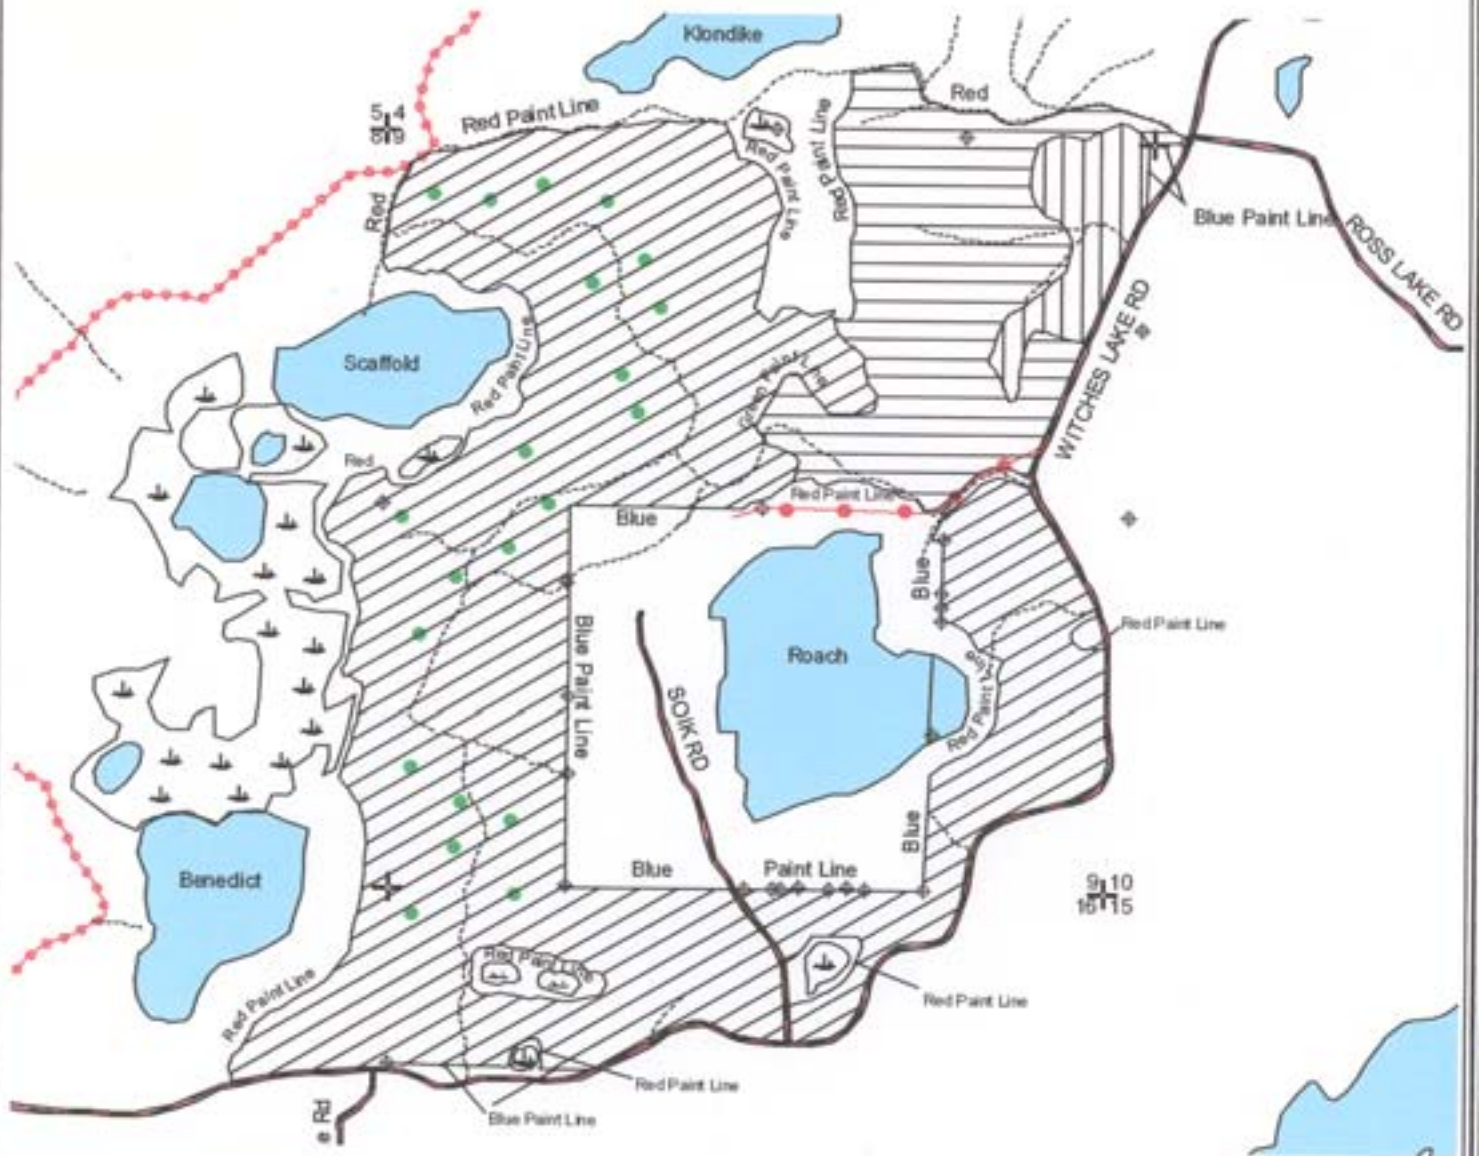 Klondike
5 4
8 9
Red Paint Line
Red
Red Paint Line
Red Paint Line
Red
Blue Paint Line
ROSS LAKE RD
WITCHES LAKE RD
Scaffold
Red Paint Line
Green Paint Line
Red
Red Paint Line
Blue
Blue
Blue Paint Line
Roach
Red Paint Line
Red Paint Line
SOIK RD
Blue
Blue
Paint Line
Benedict
9 10
16 15
Red Paint Line
Red Paint Line
Red Paint Line
Red Paint Line
Blue Paint Line
e Rd